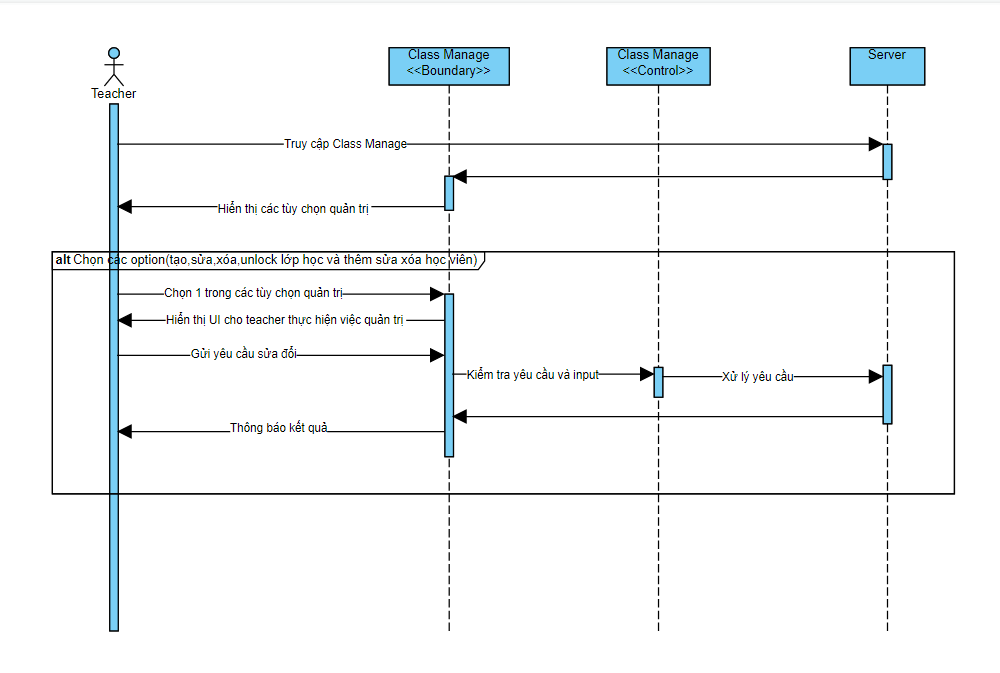 Class Manage
<<Boundary>>
Class Manage
<<Control>>
Server
Teacher
Truy cập Class Manage
Hiển thị các tùy chọn quản trị
alt Chọn các option(tạo,sửa,xóa,unlock lớp học và thêm sửa xóa học viên)
Chọn 1 trong các tùy chọn quản trị
Hiển thị UI cho teacher thực hiện việc quản trị
Gửi yêu cầu sửa đổi
Kiểm tra yêu cầu và input
Xử lý yêu cầu
Thông báo kết quả